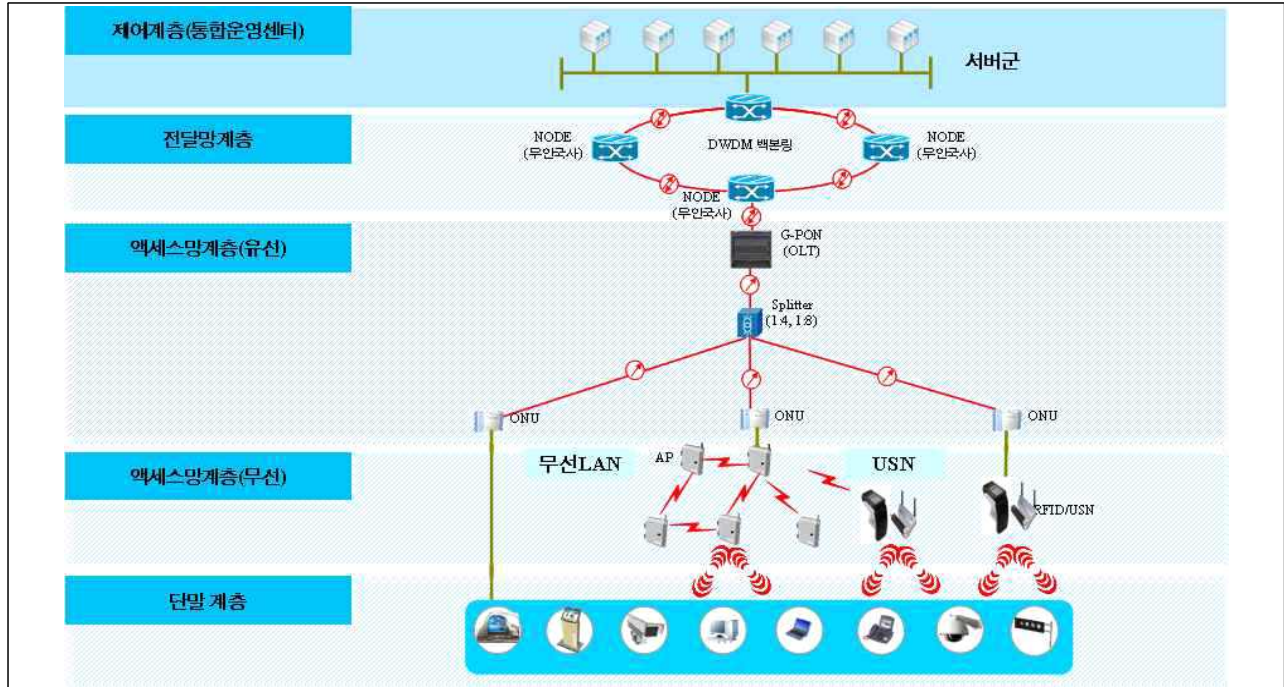 제어계층(통합운영센터)
서버군
전달망계층
NODE
(무안국사)
DWDM 백본링
NODE
(무안국사)
NODE
(무안국사)
액세스망계층(유선)
G-PON
(OLT)
Splitter
(1:4, 1:8)
ONU
ONU
ONU
액세스망계층(무선)
무선LAN
AP
USN
RFID/USN
단말 계층